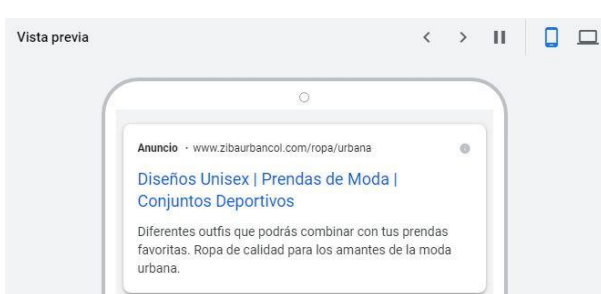 Vista previa
Anuncio · www.zibaurbancol.com/ropa/urbana
Diseños Unisex | Prendas de Moda |
Conjuntos Deportivos
Diferentes outfis que podrás combinar con tus prendas
favoritas. Ropa de calidad para los amantes de la moda
urbana.